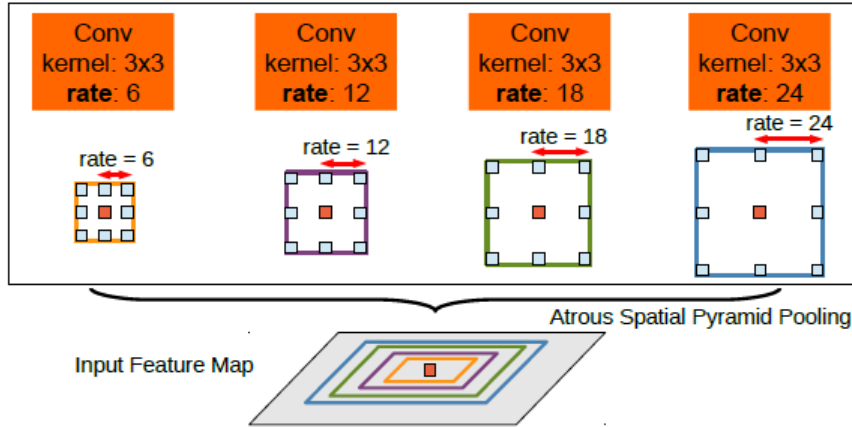 Conv
kernel: 3x3
rate: 6
Conv
kernel: 3x3
rate: 12
Conv
kernel: 3x3
rate: 18
Conv
kernel: 3x3
rate: 24
rate = 6
rate = 12
rate = 18
rate = 24
Atrous Spatial Pyramid Pooling
Input Feature Map